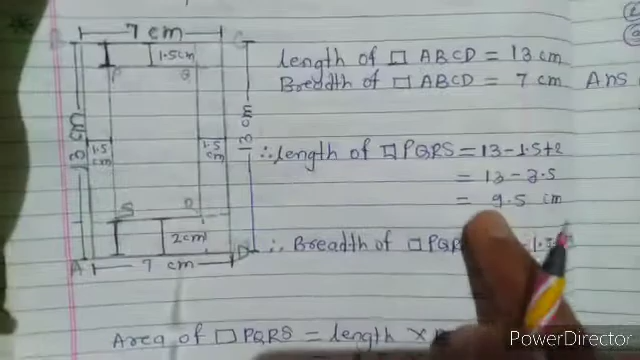 7 cm
1.5cm
P Q
13 cm
1.5 cm
1.5 cm
13 cm
S R
2cm
A D
7 cm
length of □ ABCD = 13 cm
Breadth of □ ABCD = 7 cm Ans
∴ length of □PQRS = 13-1.5+2
= 13 - 3.5
= 9.5 cm
∴ Breadth of □PQ
Area of □ PQRS = length ×
PowerDirector